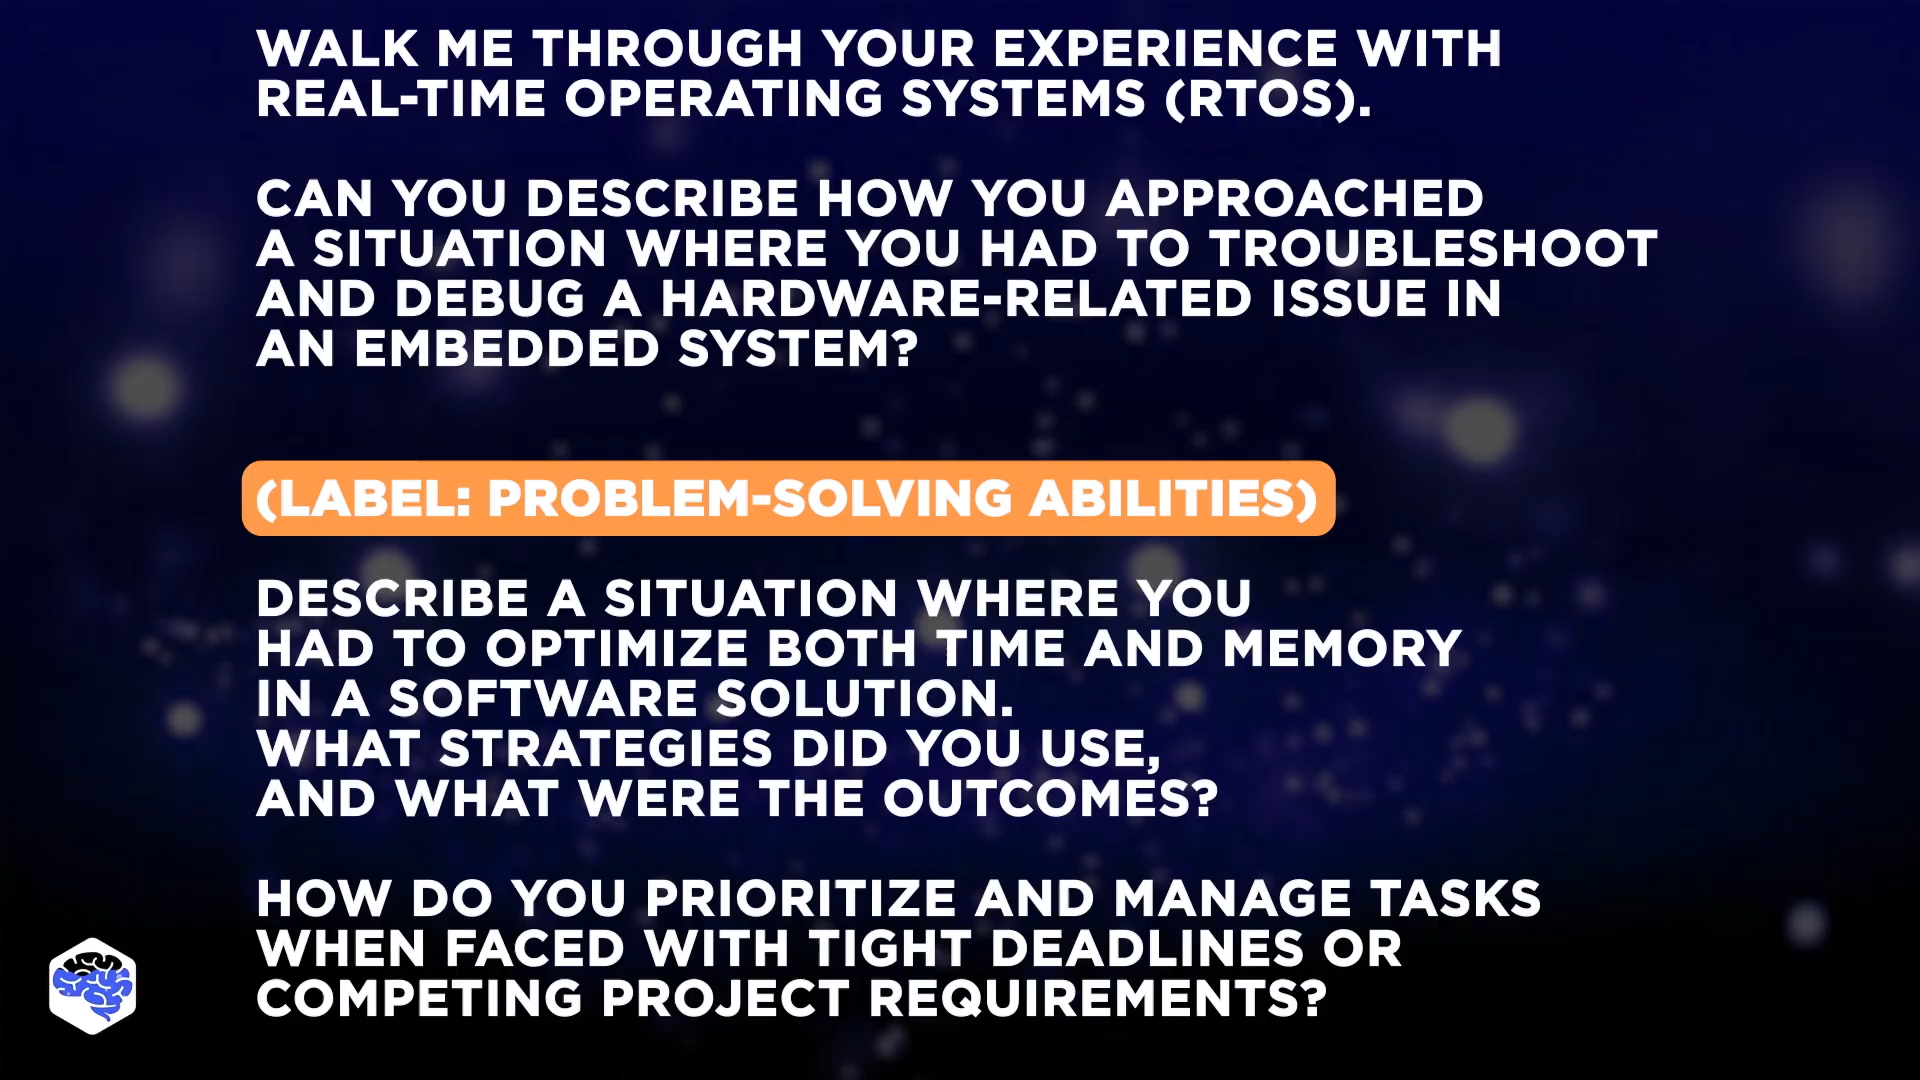 WALK ME THROUGH YOUR EXPERIENCE WITH
REAL-TIME OPERATING SYSTEMS (RTOS).
CAN YOU DESCRIBE HOW YOU APPROACHED
A SITUATION WHERE YOU HAD TO TROUBLESHOOT
AND DEBUG A HARDWARE-RELATED ISSUE IN
AN EMBEDDED SYSTEM?
(LABEL: PROBLEM-SOLVING ABILITIES)
DESCRIBE A SITUATION WHERE YOU
HAD TO OPTIMIZE BOTH TIME AND MEMORY
IN A SOFTWARE SOLUTION.
WHAT STRATEGIES DID YOU USE,
AND WHAT WERE THE OUTCOMES?
HOW DO YOU PRIORITIZE AND MANAGE TASKS
WHEN FACED WITH TIGHT DEADLINES OR
COMPETING PROJECT REQUIREMENTS?